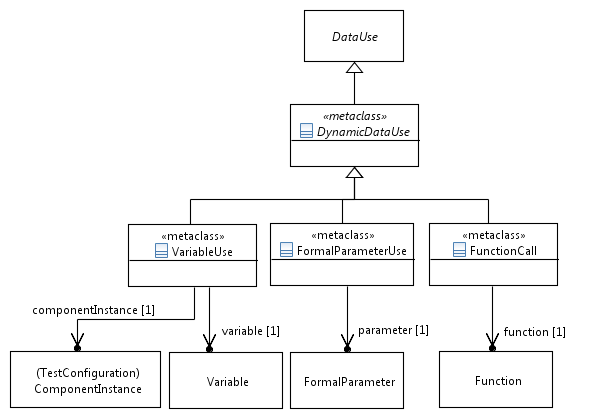 DataUse
«metaclass»
DynamicDataUse
«metaclass»
VariableUse
«metaclass»
FormalParameterUse
«metaclass»
FunctionCall
componentInstance [1]
variable [1]
parameter [1]
function [1]
(TestConfiguration)
ComponentInstance
Variable
FormalParameter
Function